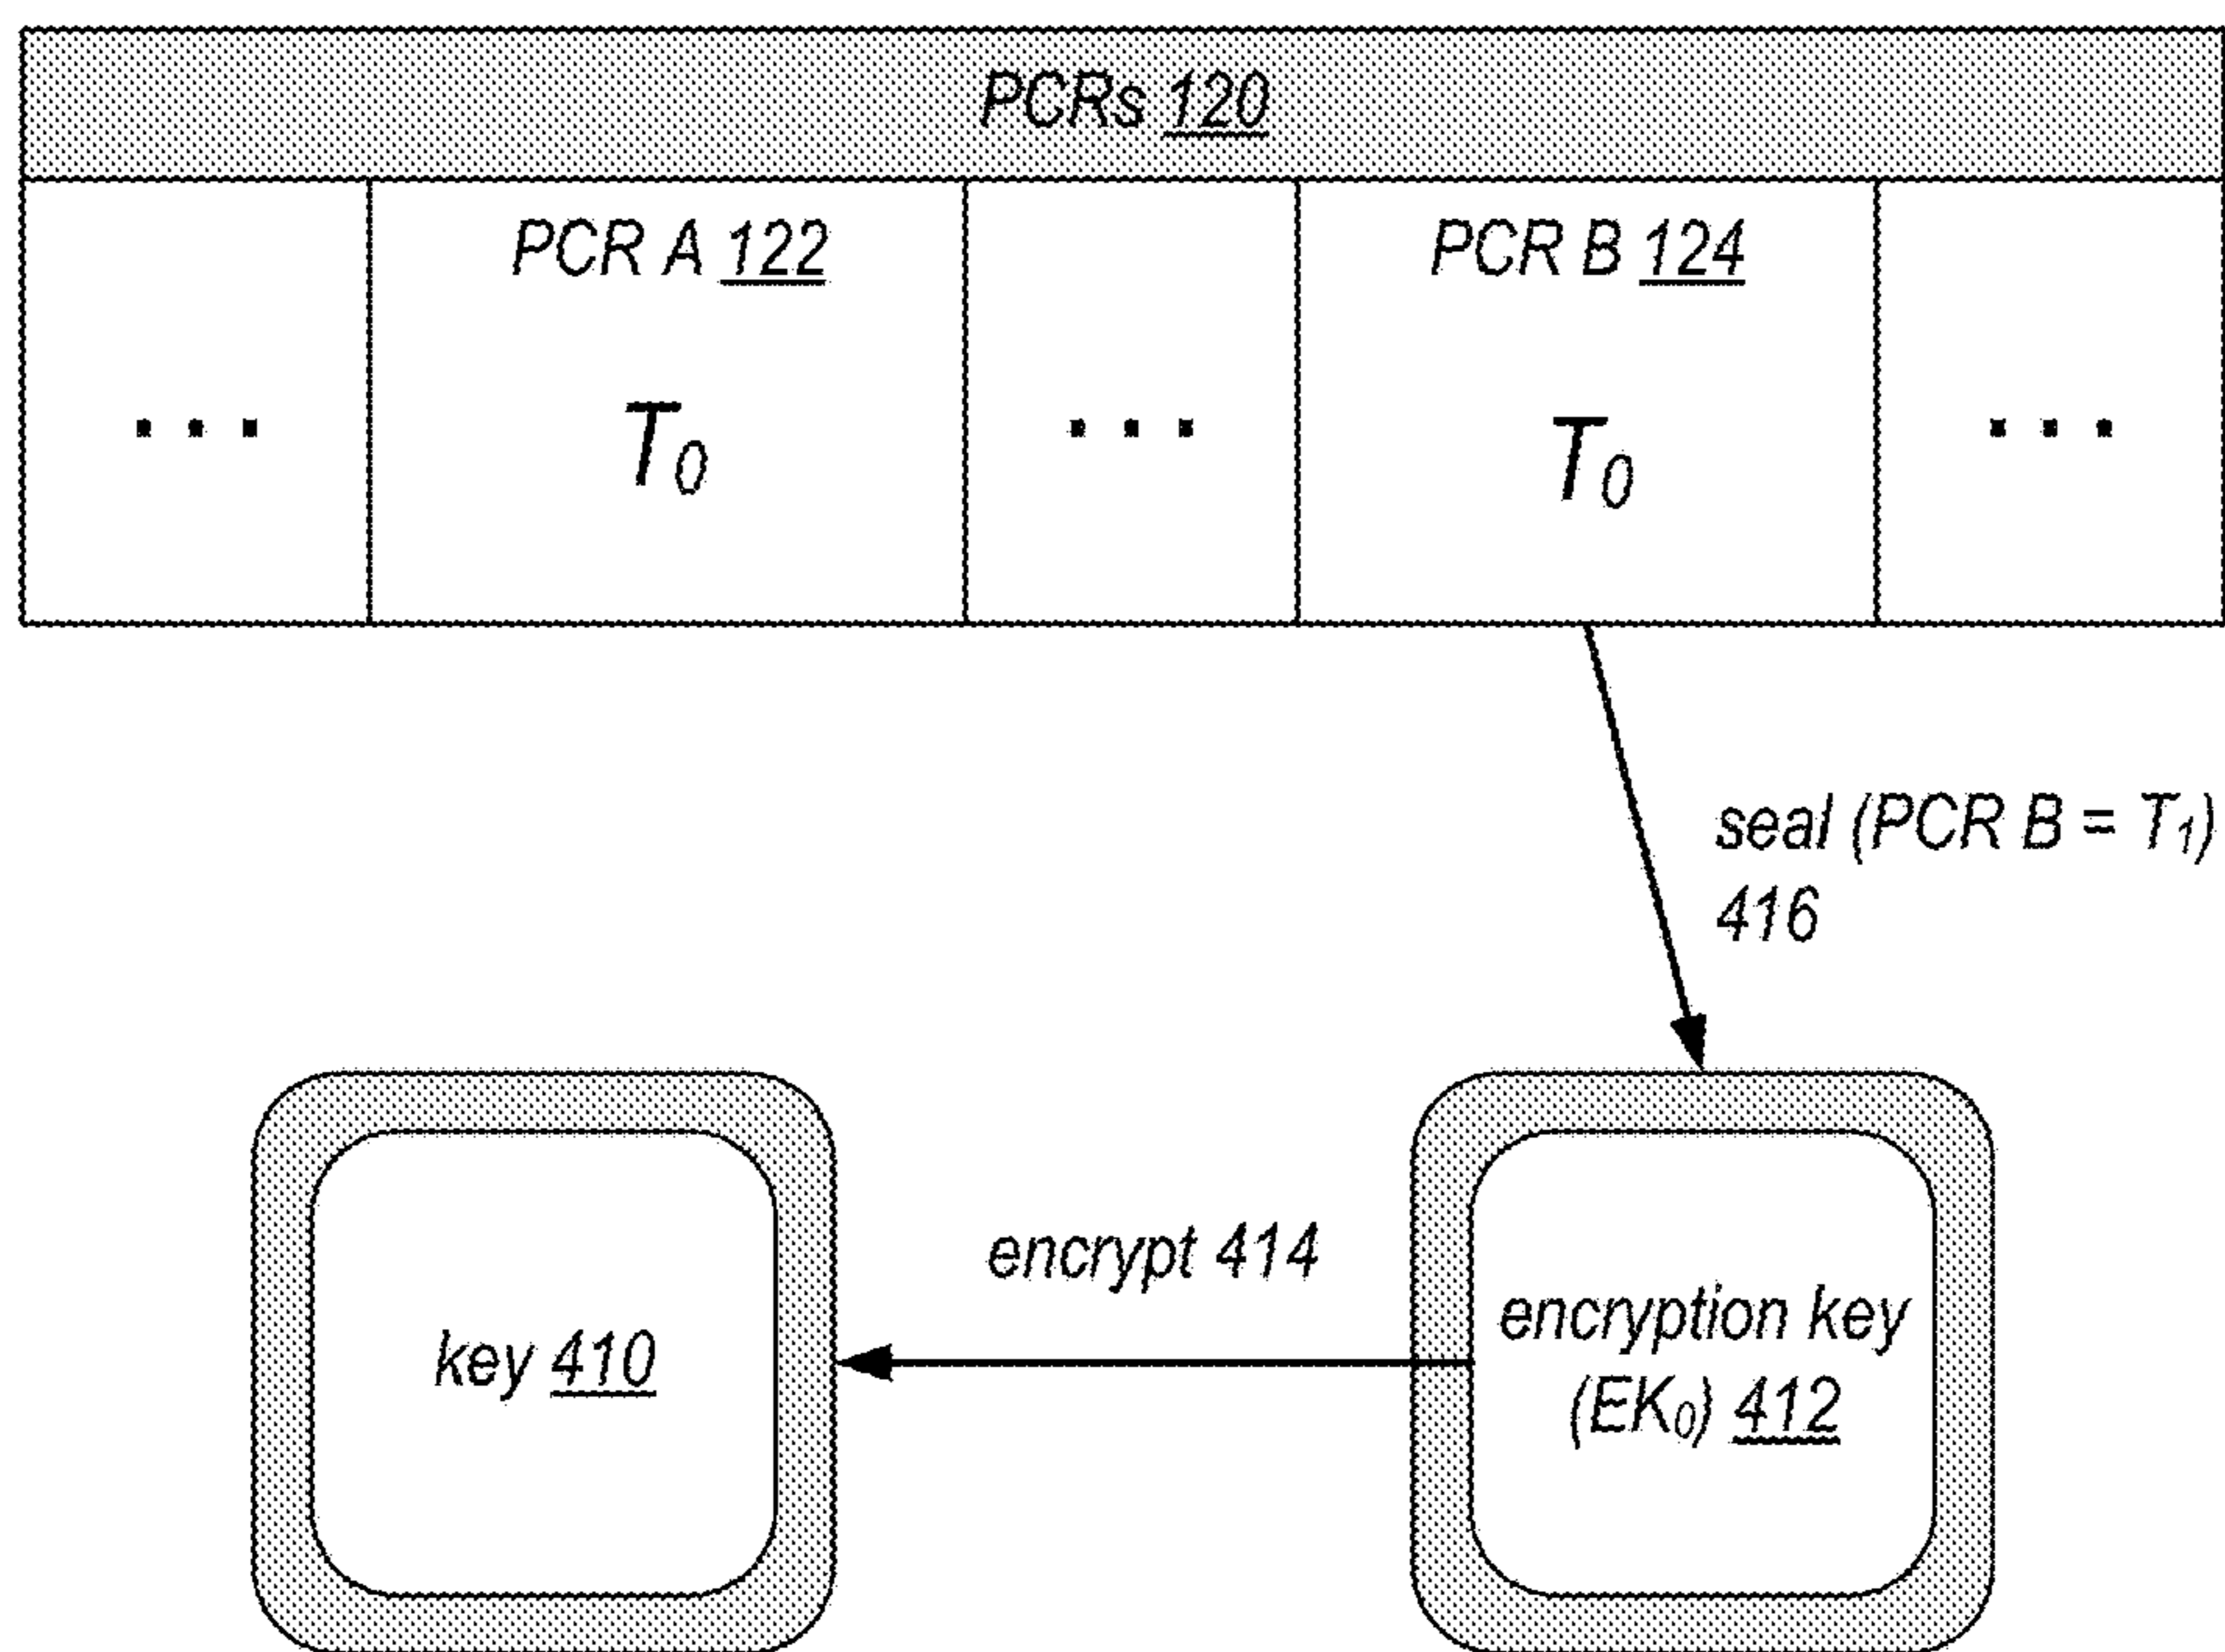 PCRs 120
PCR A 122
PCR B 124
. . .
T₀
. . .
T₀
. . .
seal (PCR B = T₁)
416
encrypt 414
key 410
encryption key
(EK₀) 412